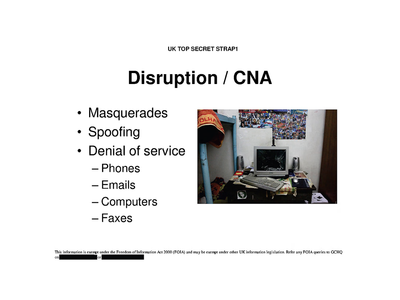 UK TOP SECRET STRAP1
Disruption / CNA
• Masquerades
• Spoofing
• Denial of service
– Phones
– Emails
– Computers
– Faxes
This information is exempt under the Freedom of Information Act 2000 (FOIA) and may be exempt under other UK information legislation. Refer any FOIA queries to GCHQ
on or